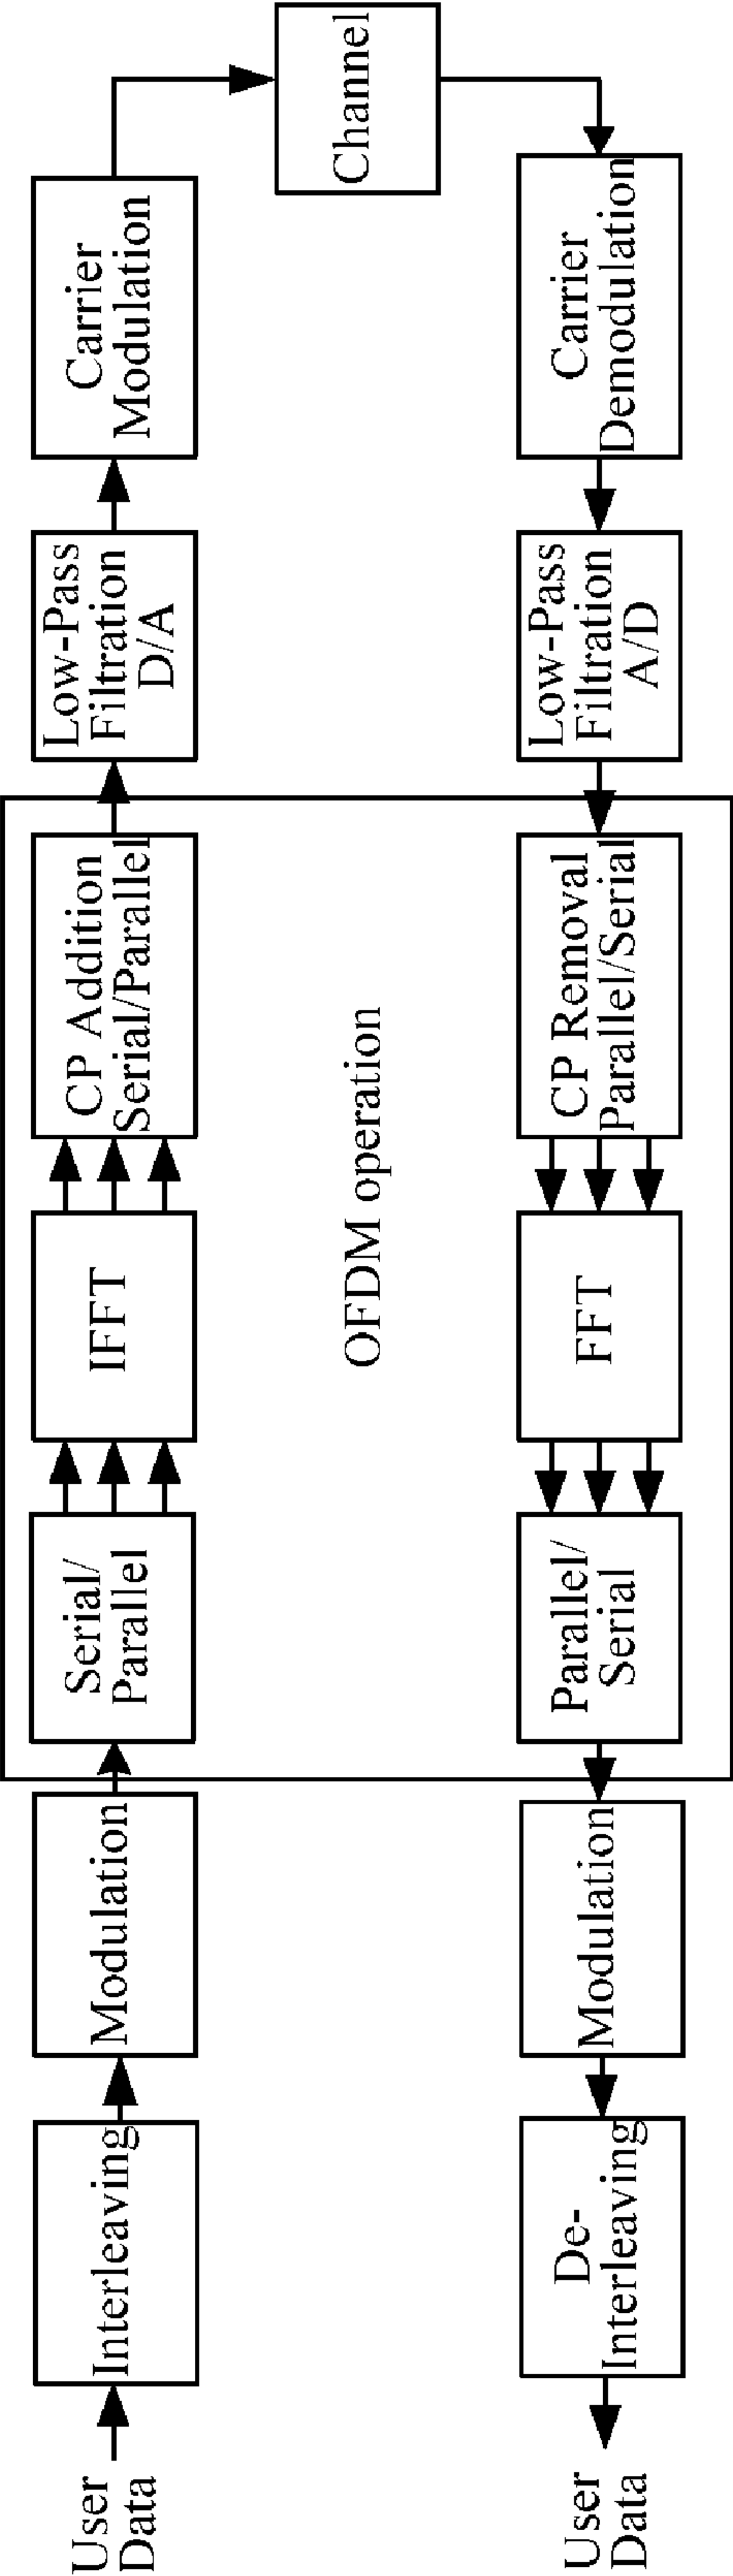 User
Data
Interleaving
Modulation
Serial/
Parallel
IFFT
CP Addition
Serial/Parallel
Low-Pass
Filtration
D/A
Carrier
Modulation
Channel
OFDM operation
Carrier
Demodulation
Low-Pass
Filtration
A/D
CP Removal
Parallel/Serial
FFT
Parallel/
Serial
Modulation
De-
Interleaving
User
Data